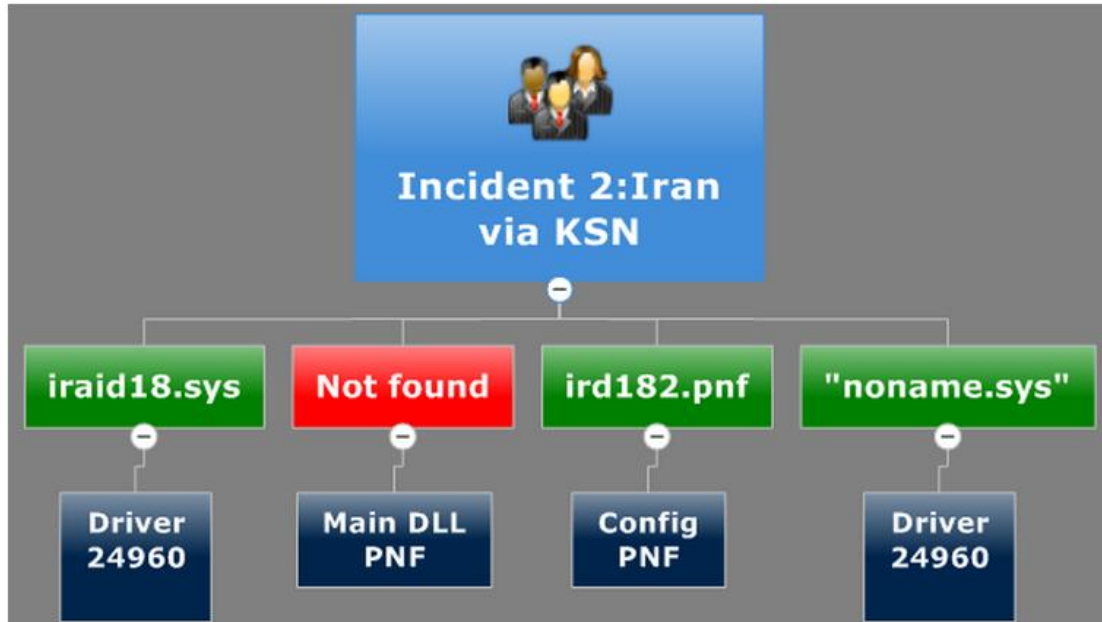 Incident 2:Iran
via KSN
iraid18.sys
Not found
ird182.pnf
"noname.sys"
Driver
24960
Main DLL
PNF
Config
PNF
Driver
24960